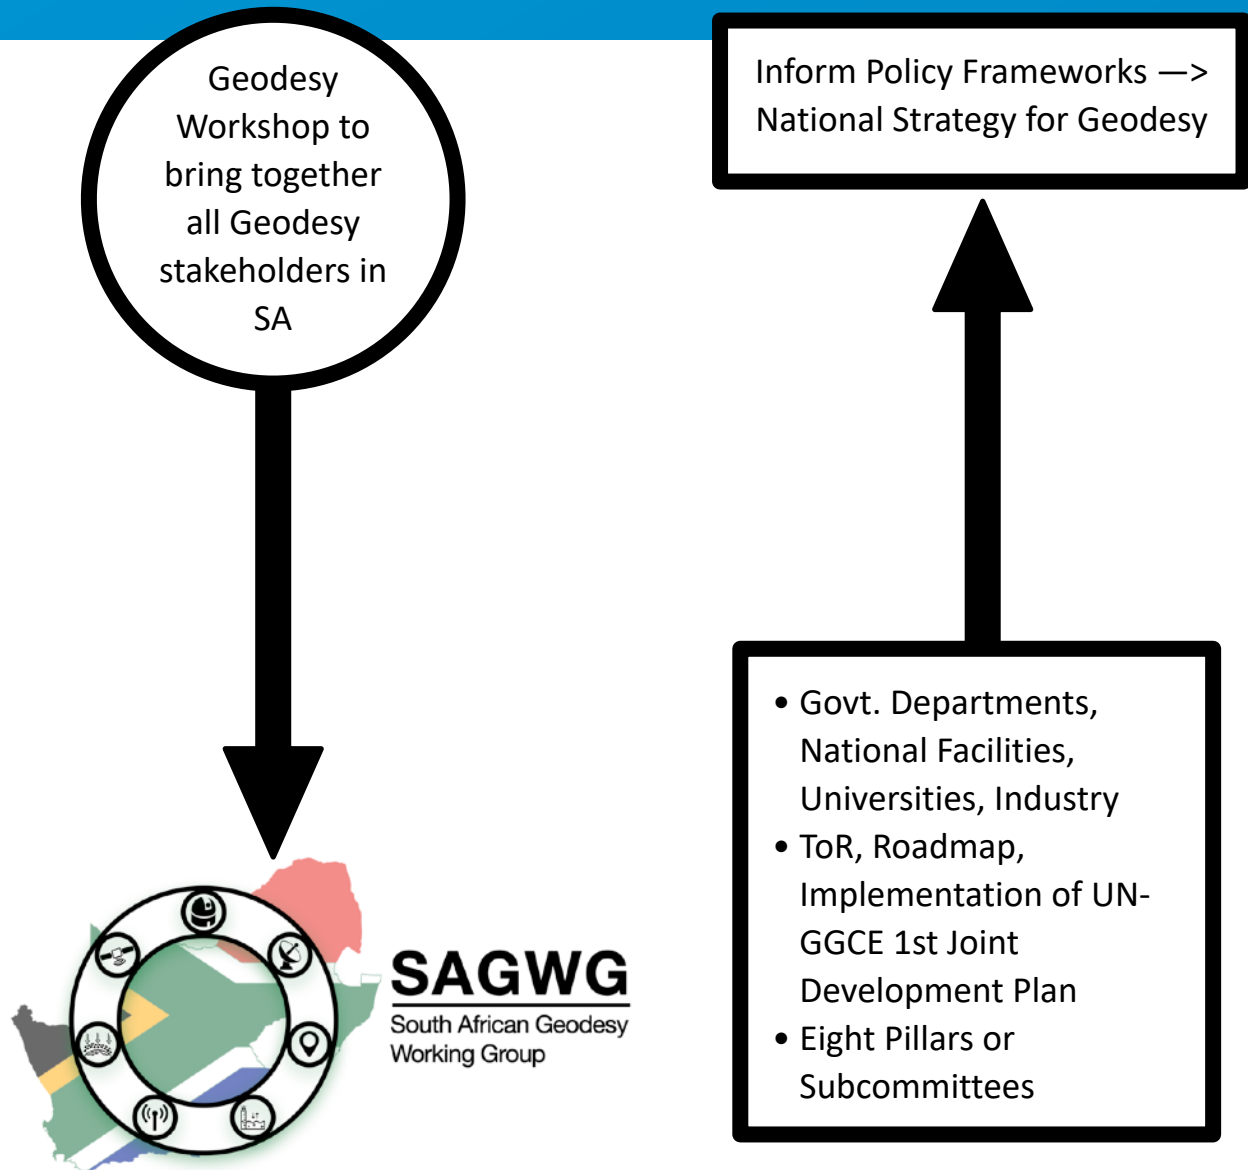 Geodesy
Workshop to
bring together
all Geodesy
stakeholders in
SA
Inform Policy Frameworks —>
National Strategy for Geodesy
SAGWG
South African Geodesy
Working Group
• Govt. Departments,
National Facilities,
Universities, Industry
• ToR, Roadmap,
Implementation of UN-
GGCE 1st Joint
Development Plan
• Eight Pillars or
Subcommittees